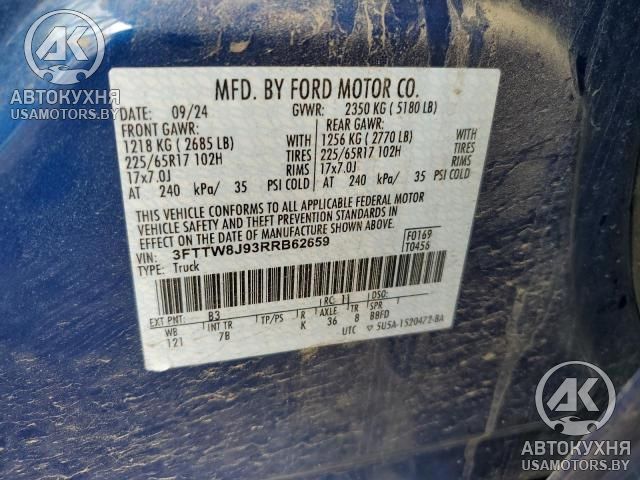 АК
АВТОКУХНЯ
USAMOTORS.BY
MFD. BY FORD MOTOR CO.
DATE: 09/24 GVWR: 2350 KG ( 5180 LB)
FRONT GAWR: REAR GAWR:
1218 KG ( 2685 LB) WITH 1256 KG ( 2770 LB) WITH
225/65R17 102H TIRES 225/65R17 102H TIRES
17x7.0J RIMS 17x7.0J RIMS
AT 240 kPa/ 35 PSI COLD AT 240 kPa/ 35 PSI COLD
THIS VEHICLE CONFORMS TO ALL APPLICABLE FEDERAL MOTOR
VEHICLE SAFETY AND THEFT PREVENTION STANDARDS IN
EFFECT ON THE DATE OF MANUFACTURE SHOWN ABOVE.
VIN: 3FTTW8J93RRB62659 F0169
TYPE: Truck T0456
EXT PNT: B3 RC: 11 DSO:
WB INT TR TP/PS R AXLE TR SPR
121 7B K 36 8 BBFD
UTC 5U5A-1520472-BA
АК
АВТОКУХНЯ
USAMOTORS.BY